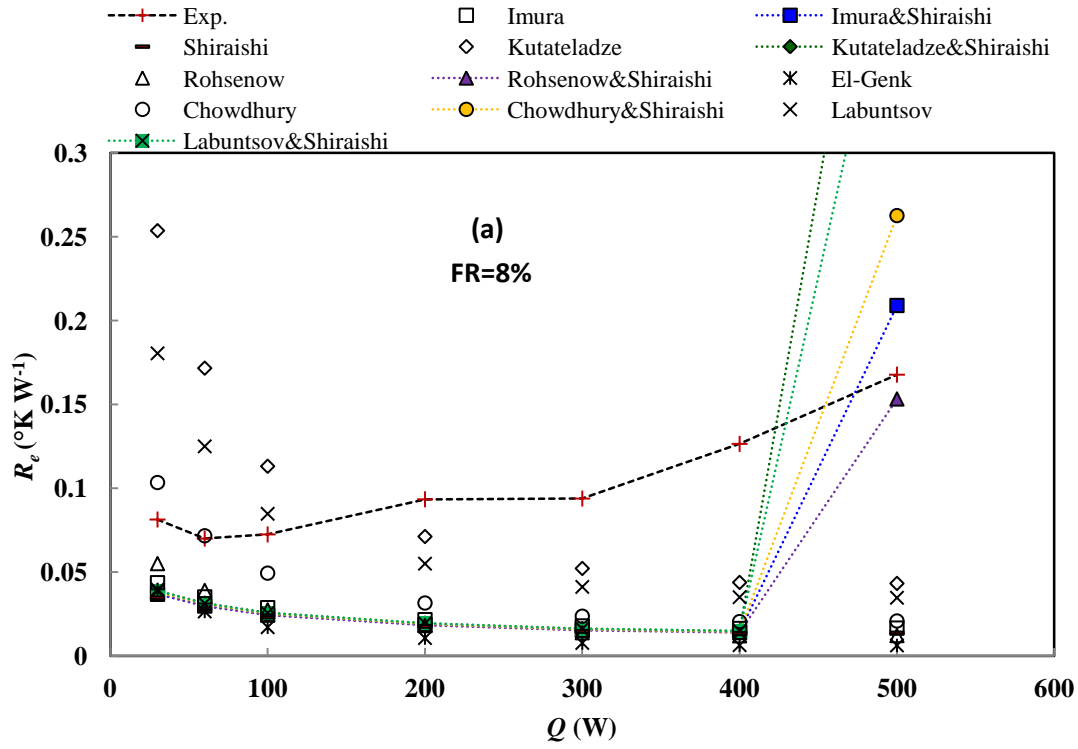 Exp. Imura Imura&Shiraishi
Shiraishi Kutateladze Kutateladze&Shiraishi
Rohsenow Rohsenow&Shiraishi El-Genk
Chowdhury Chowdhury&Shiraishi Labuntsov
Labuntsov&Shiraishi
0.3
(a)
0.25
FR=8%
0.2
0.15
0.1
0.05
0
0 100 200 300 400 500 600
Re (°K W-1)
Q (W)